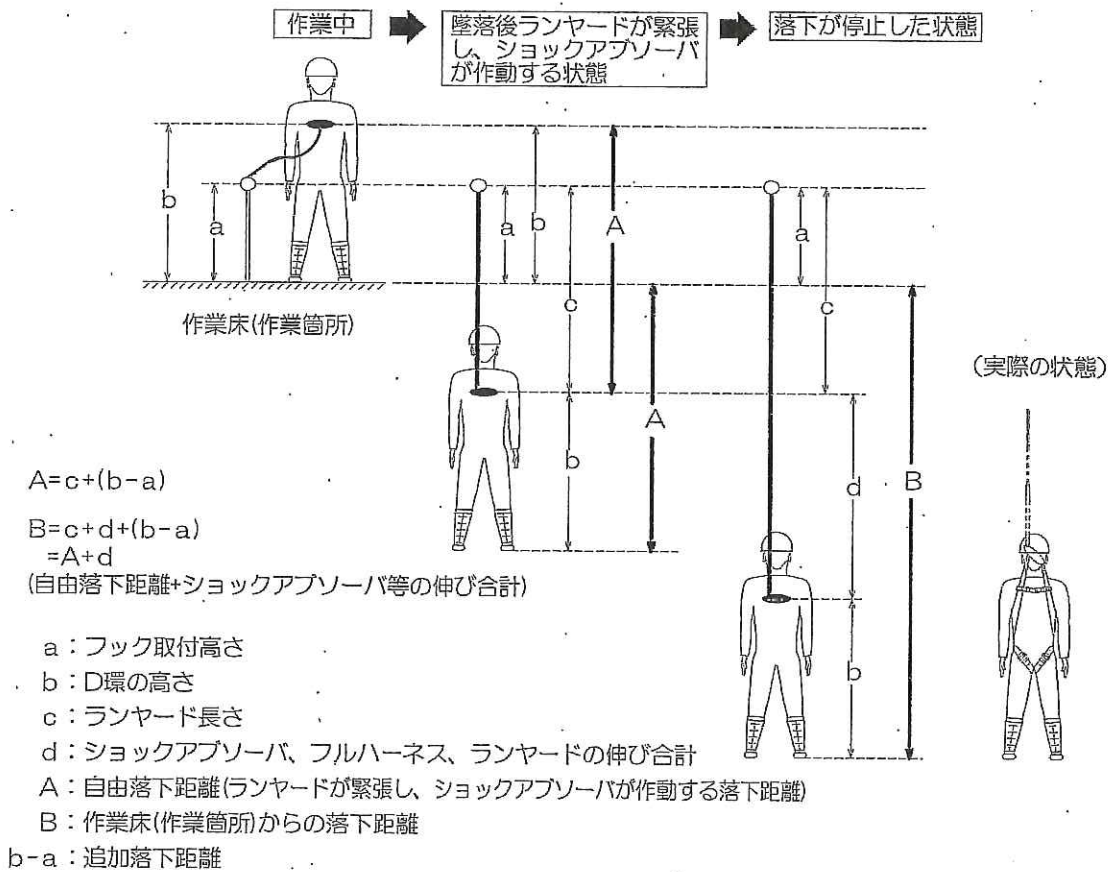 作業中
墜落後ランヤードが緊張
し、ショックアブソーバ
が作動する状態
落下が停止した状態
b
a
作業床(作業箇所)
a
b
c
A
A
b
a
c
d
B
b
(実際の状態)
A=c+(b-a)
B=c+d+(b-a)
=A+d
(自由落下距離+ショックアブソーバ等の伸び合計)
a：フック取付高さ
b：D環の高さ
c：ランヤード長さ
d：ショックアブソーバ、フルハーネス、ランヤードの伸び合計
A：自由落下距離(ランヤードが緊張し、ショックアブソーバが作動する落下距離)
B：作業床(作業箇所)からの落下距離
b-a：追加落下距離